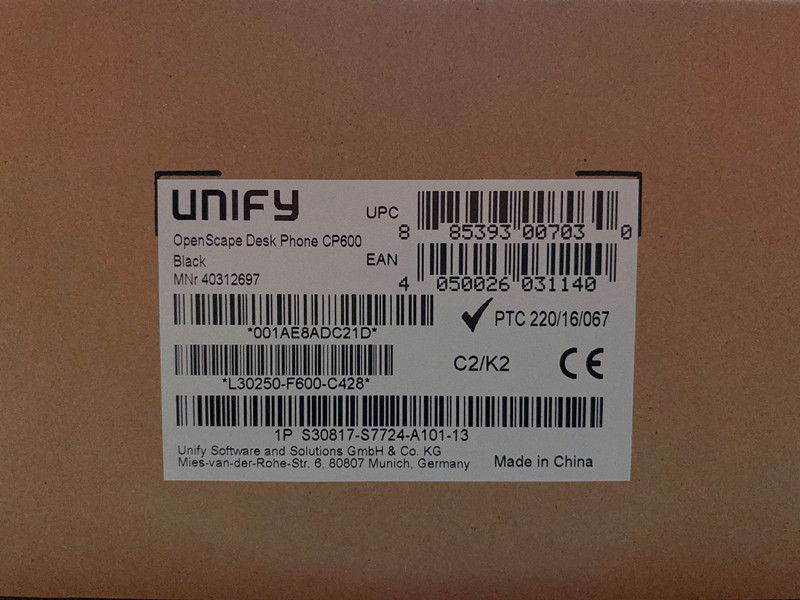 UNIFY
OpenScape Desk Phone CP600
Black
MNr 40312697
UPC
8 85393 00703 0
EAN
4 050026 031140
*001AE8ADC21D*
PTC 220/16/067
*L30250-F600-C428*
C2/K2
CE
1P S30817-S7724-A101-13
Unify Software and Solutions GmbH & Co. KG
Mies-van-der-Rohe-Str. 6, 80807 Munich, Germany
Made in China